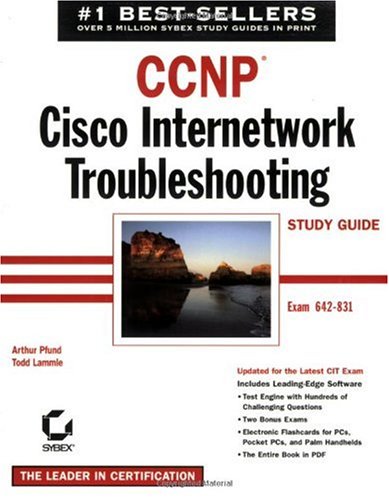 #1 BEST-SELLERS
OVER 5 MILLION SYBEX STUDY GUIDES IN PRINT
CCNP®
Cisco Internetwork
Troubleshooting
STUDY GUIDE
Exam 642-831
Arthur Pfund
Todd Lammle
Updated for the Latest CIT Exam
Includes Leading-Edge Software
• Test Engine with Hundreds of
Challenging Questions
• Two Bonus Exams
• Electronic Flashcards for PCs,
Pocket PCs, and Palm Handhelds
• The Entire Book in PDF
SYBEX®
THE LEADER IN CERTIFICATION